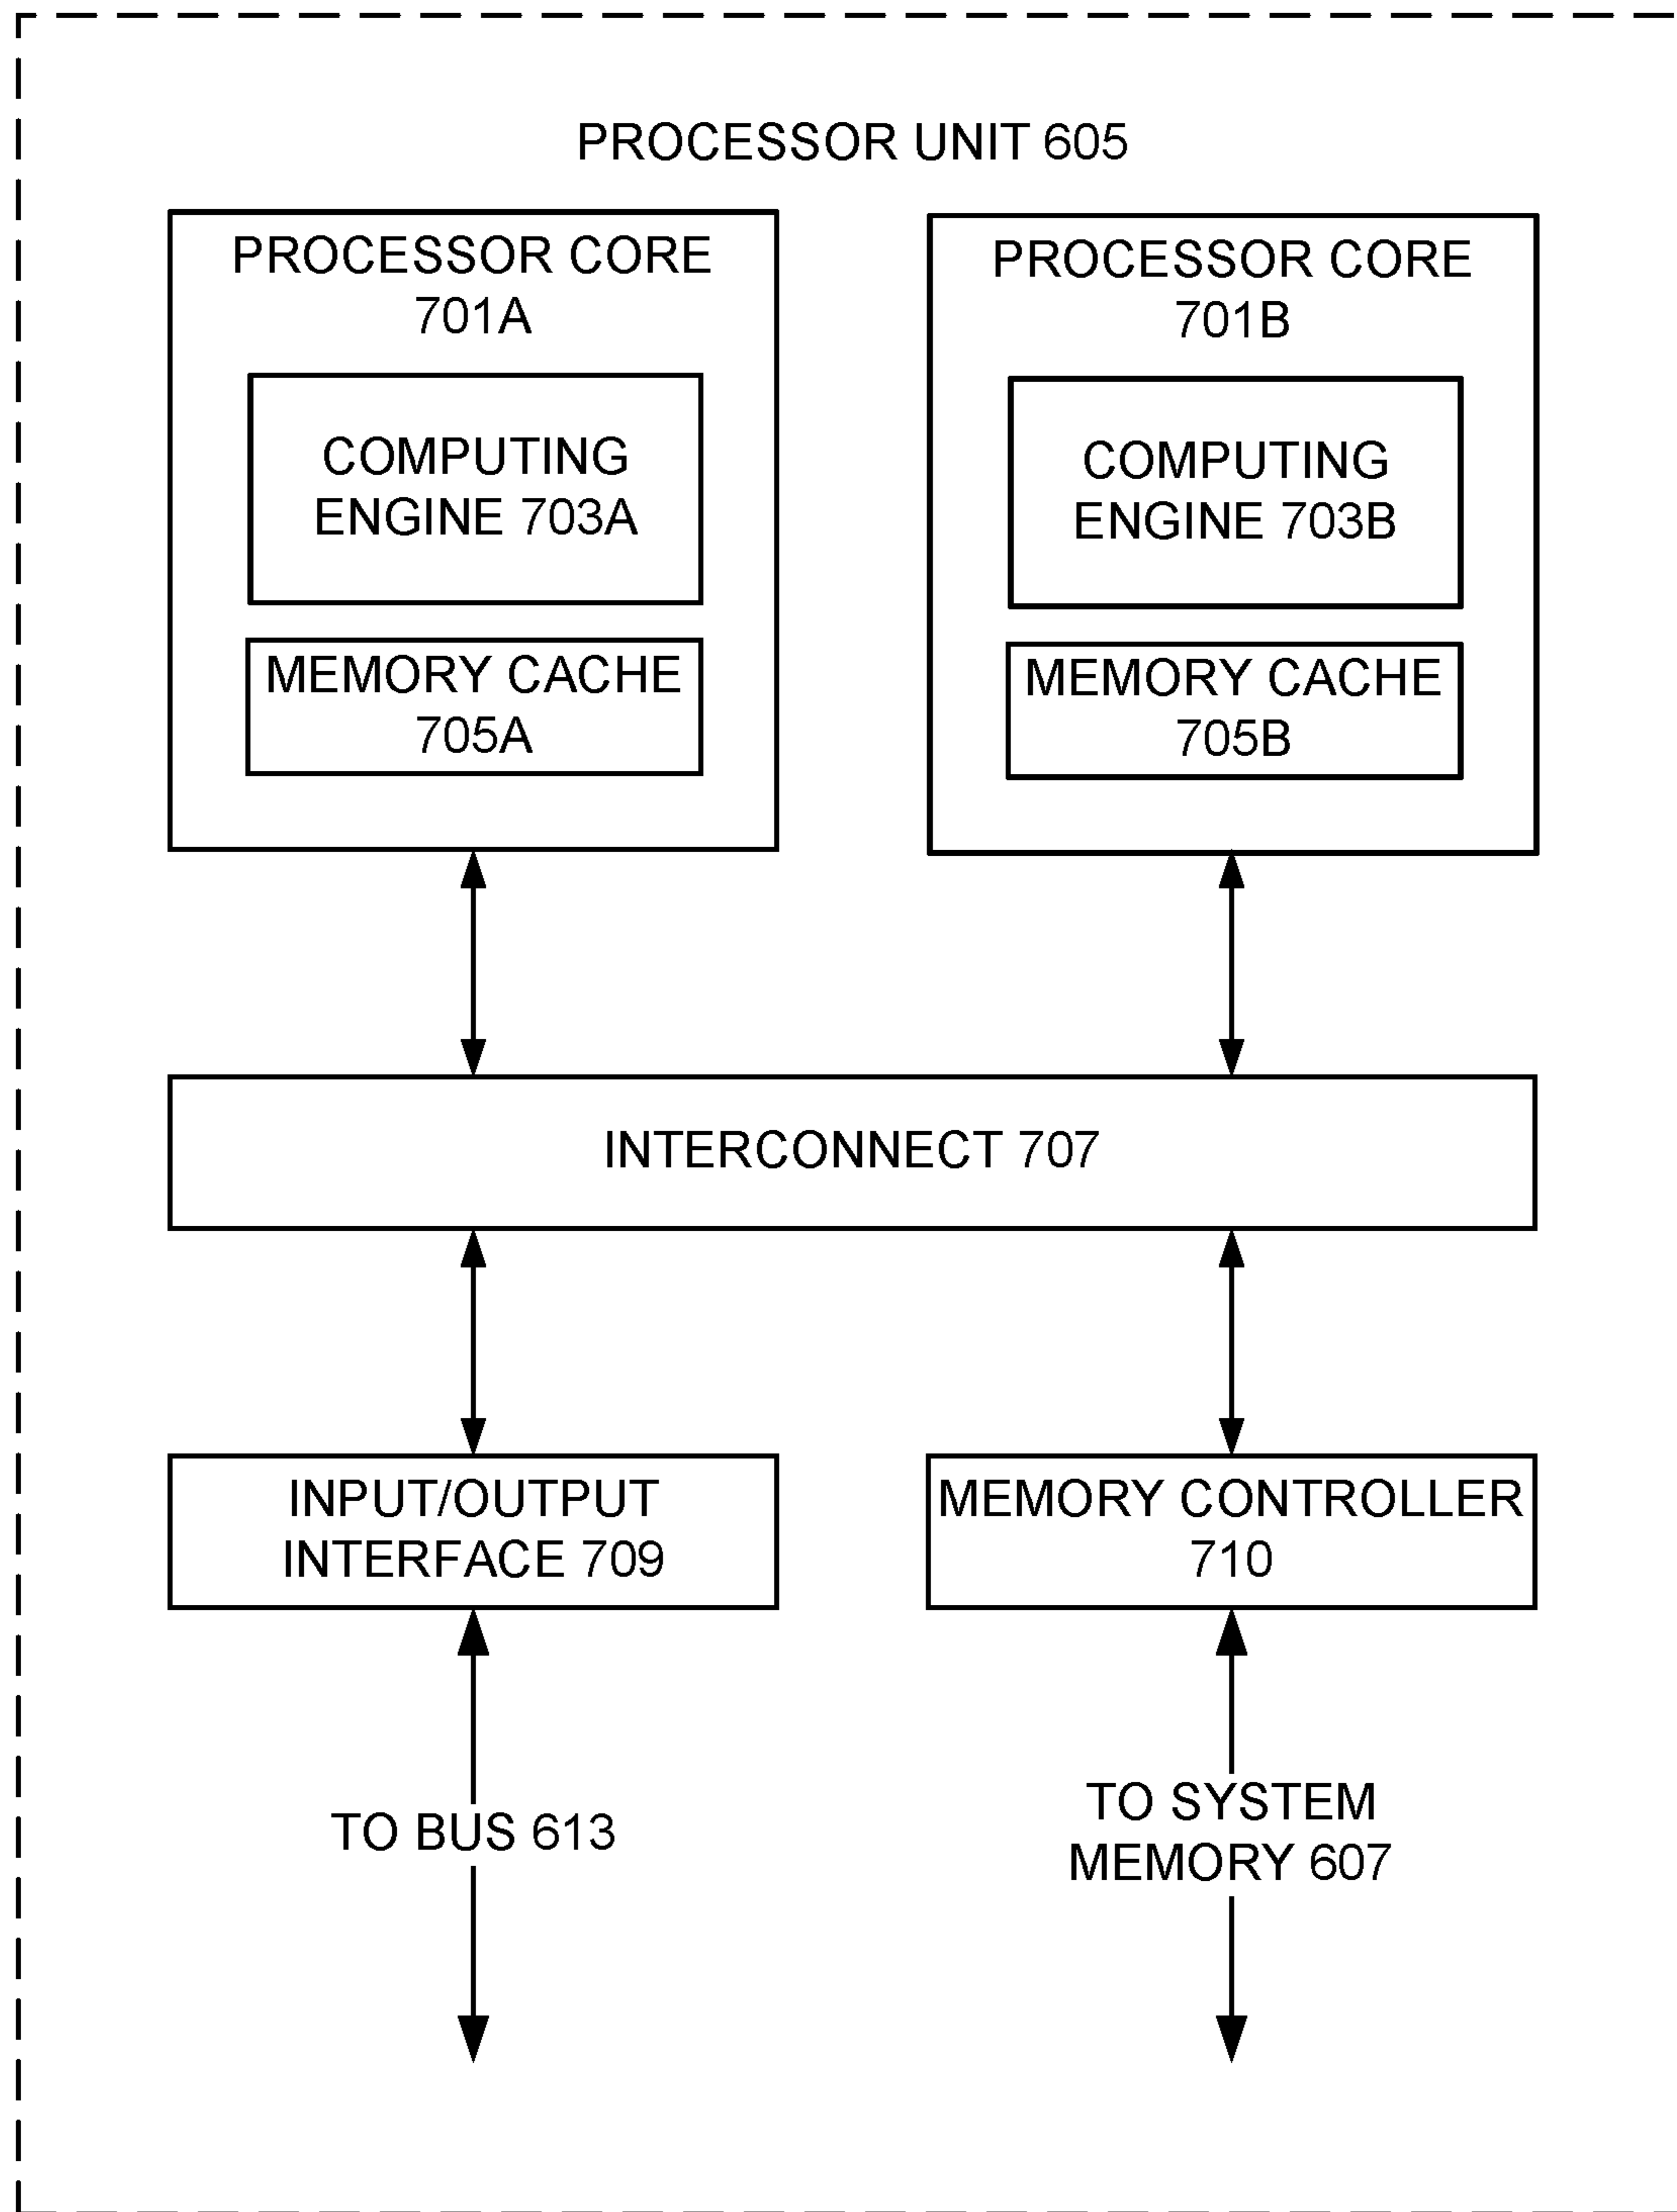 PROCESSOR UNIT 605
PROCESSOR CORE
701A
COMPUTING
ENGINE 703A
MEMORY CACHE
705A
PROCESSOR CORE
701B
COMPUTING
ENGINE 703B
MEMORY CACHE
705B
INTERCONNECT 707
INPUT/OUTPUT
INTERFACE 709
MEMORY CONTROLLER
710
TO BUS 613
TO SYSTEM
MEMORY 607